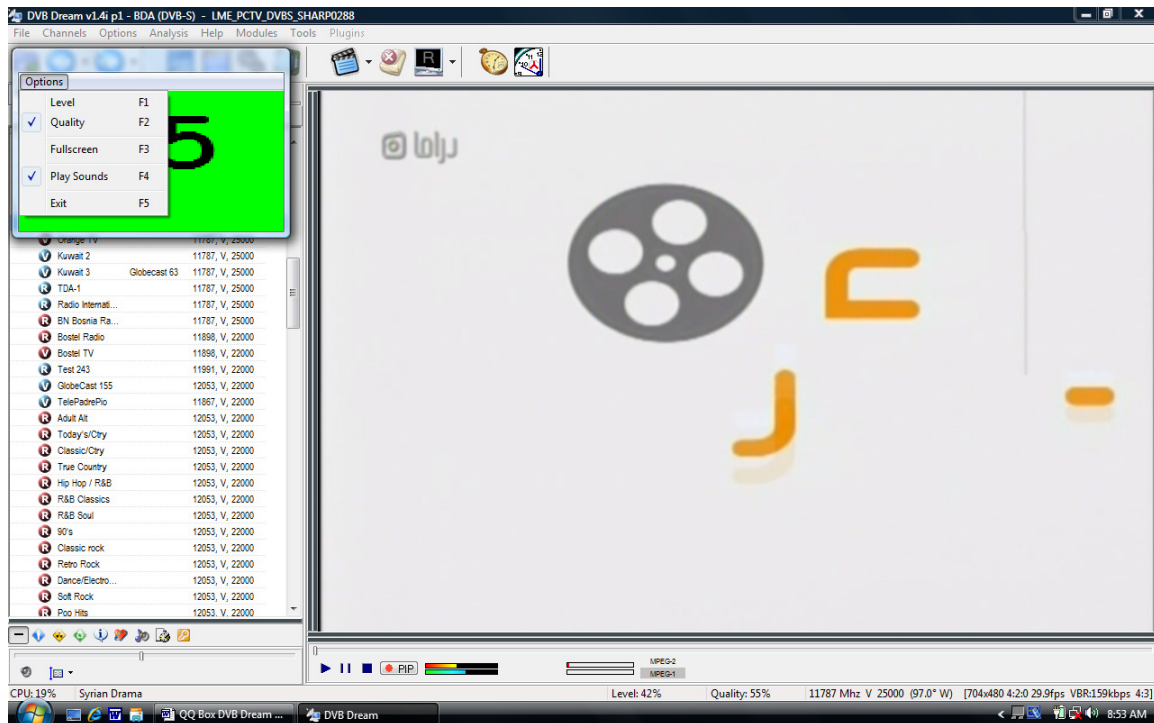 DVB Dream v1.4i p1 - BDA (DVB-S) - LME_PCTV_DVBS_SHARP0288
File Channels Options Analysis Help Modules Tools Plugins
Options
Level F1
Quality F2
Fullscreen F3
Play Sounds F4
Exit F5
5
دراما
Orange TV 11787, V, 25000
Kuwait 2 11787, V, 25000
Kuwait 3 Globecast 63 11787, V, 25000
TDA-1 11787, V, 25000
Radio Internati... 11787, V, 25000
BN Bosnia Ra... 11787, V, 25000
Bostel Radio 11898, V, 22000
Bostel TV 11898, V, 22000
Test 243 11991, V, 22000
GlobeCast 155 12053, V, 22000
TelePadrePio 11867, V, 22000
Adult Alt 12053, V, 22000
Today's/Ctry 12053, V, 22000
Classic/Ctry 12053, V, 22000
True Country 12053, V, 22000
Hip Hop / R&B 12053, V, 22000
R&B Classics 12053, V, 22000
R&B Soul 12053, V, 22000
90's 12053, V, 22000
Classic rock 12053, V, 22000
Retro Rock 12053, V, 22000
Dance/Electro... 12053, V, 22000
Soft Rock 12053, V, 22000
Pop Hits 12053, V, 22000
PIP
MPEG-2
MPEG-1
CPU: 19% Syrian Drama Level: 42% Quality: 55% 11787 Mhz V 25000 (97.0° W) [704x480 4:2:0 29.9fps VBR:159kbps 4:3]
QQ Box DVB Dream ... DVB Dream 8:53 AM